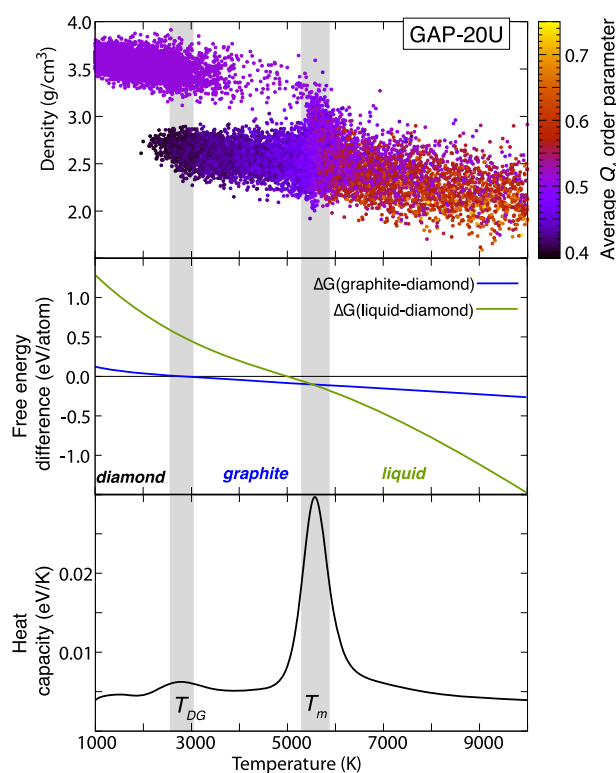 GAP-20U
4.0
3.5
3.0
2.5
2.0
Density (g/cm³)
0.7
0.6
0.5
0.4
Average Q₆ order parameter
ΔG(graphite-diamond)
ΔG(liquid-diamond)
1.0
0.5
0.0
-0.5
-1.0
Free energy
difference (eV/atom)
diamond graphite liquid
0.02
0.01
Heat
capacity (eV/K)
T_DG T_m
1000 3000 5000 7000 9000
Temperature (K)